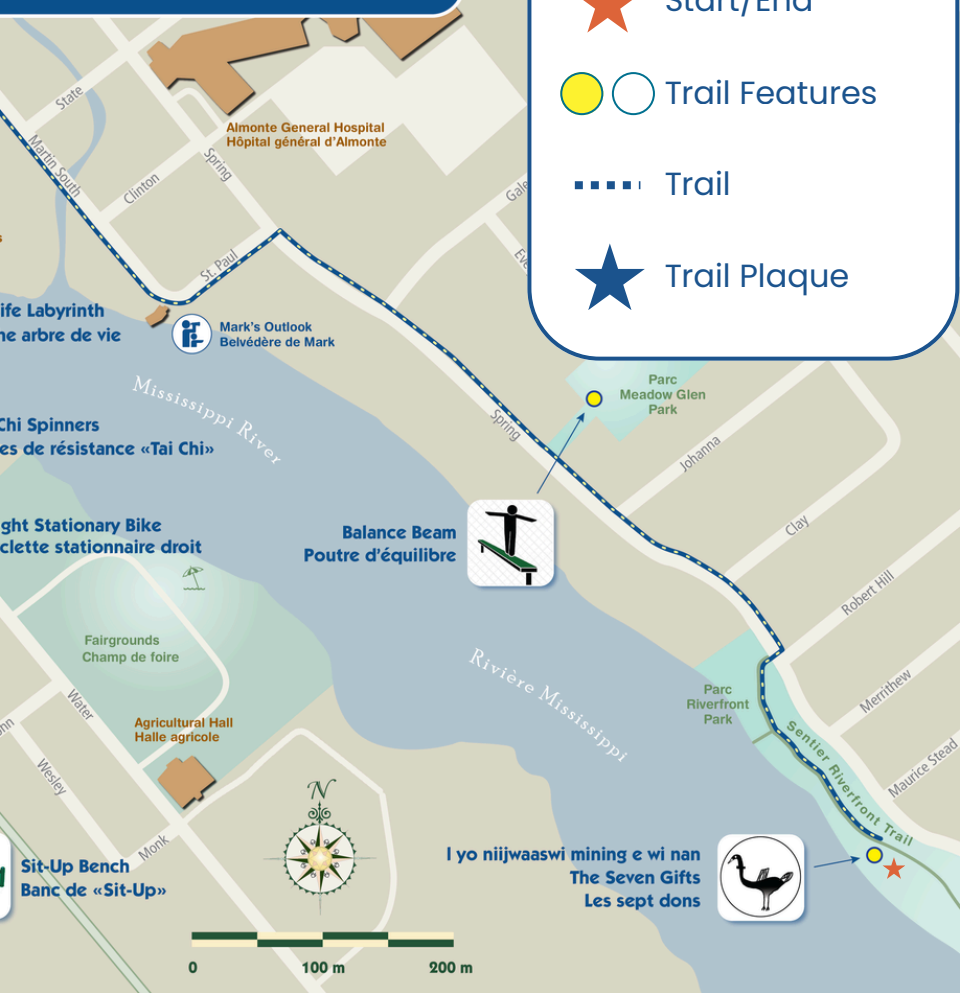 Start/End
Trail Features
Trail
Trail Plaque
State
Almonte General Hospital
Hôpital général d'Almonte
Martin South
Clinton
Spring
St. Paul
ife Labyrinth
ne arbre de vie
Mark's Outlook
Belvédère de Mark
Mississippi River
Parc
Meadow Glen
Park
Chi Spinners
es de résistance «Tai Chi»
Spring
Johanna
ght Stationary Bike
clette stationnaire droit
Balance Beam
Poutre d'équilibre
Clay
Robert Hill
Fairgrounds
Champ de foire
Rivière Mississippi
Merrithew
Parc
Riverfront
Park
Water
Agricultural Hall
Halle agricole
Sentier Riverfront Trail
Maurice Stead
Wesley
N
Monk
Sit-Up Bench
Banc de «Sit-Up»
I yo niijwaaswi mining e wi nan
The Seven Gifts
Les sept dons
0 100 m 200 m